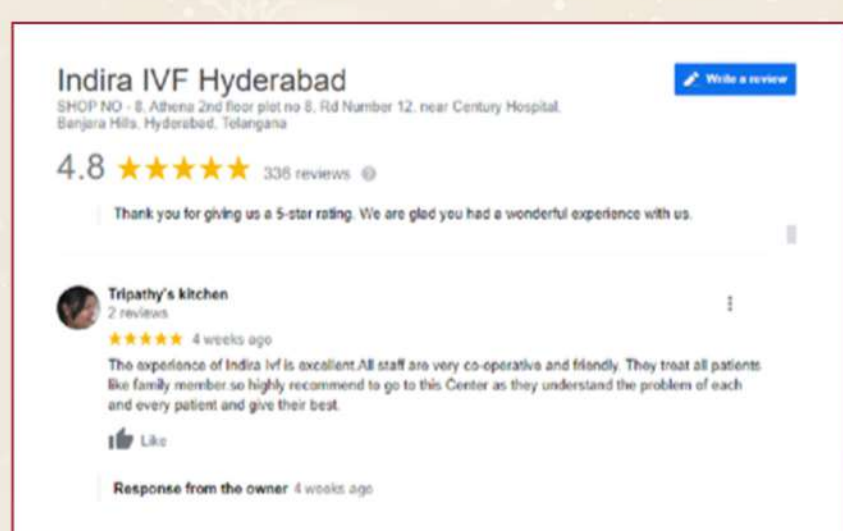 Indira IVF Hyderabad
Write a review
SHOP NO - 8, Athena 2nd floor plot no 8, Rd Number 12, near Century Hospital,
Banjara Hills, Hyderabad, Telangana
4.8 336 reviews
Thank you for giving us a 5-star rating. We are glad you had a wonderful experience with us.
Tripathy's kitchen
2 reviews
4 weeks ago
The experience of Indira Ivf is excellent.All staff are very co-operative and friendly. They treat all patients
like family member.so highly recommend to go to this Center as they understand the problem of each
and every patient and give their best.
Like
Response from the owner 4 weeks ago